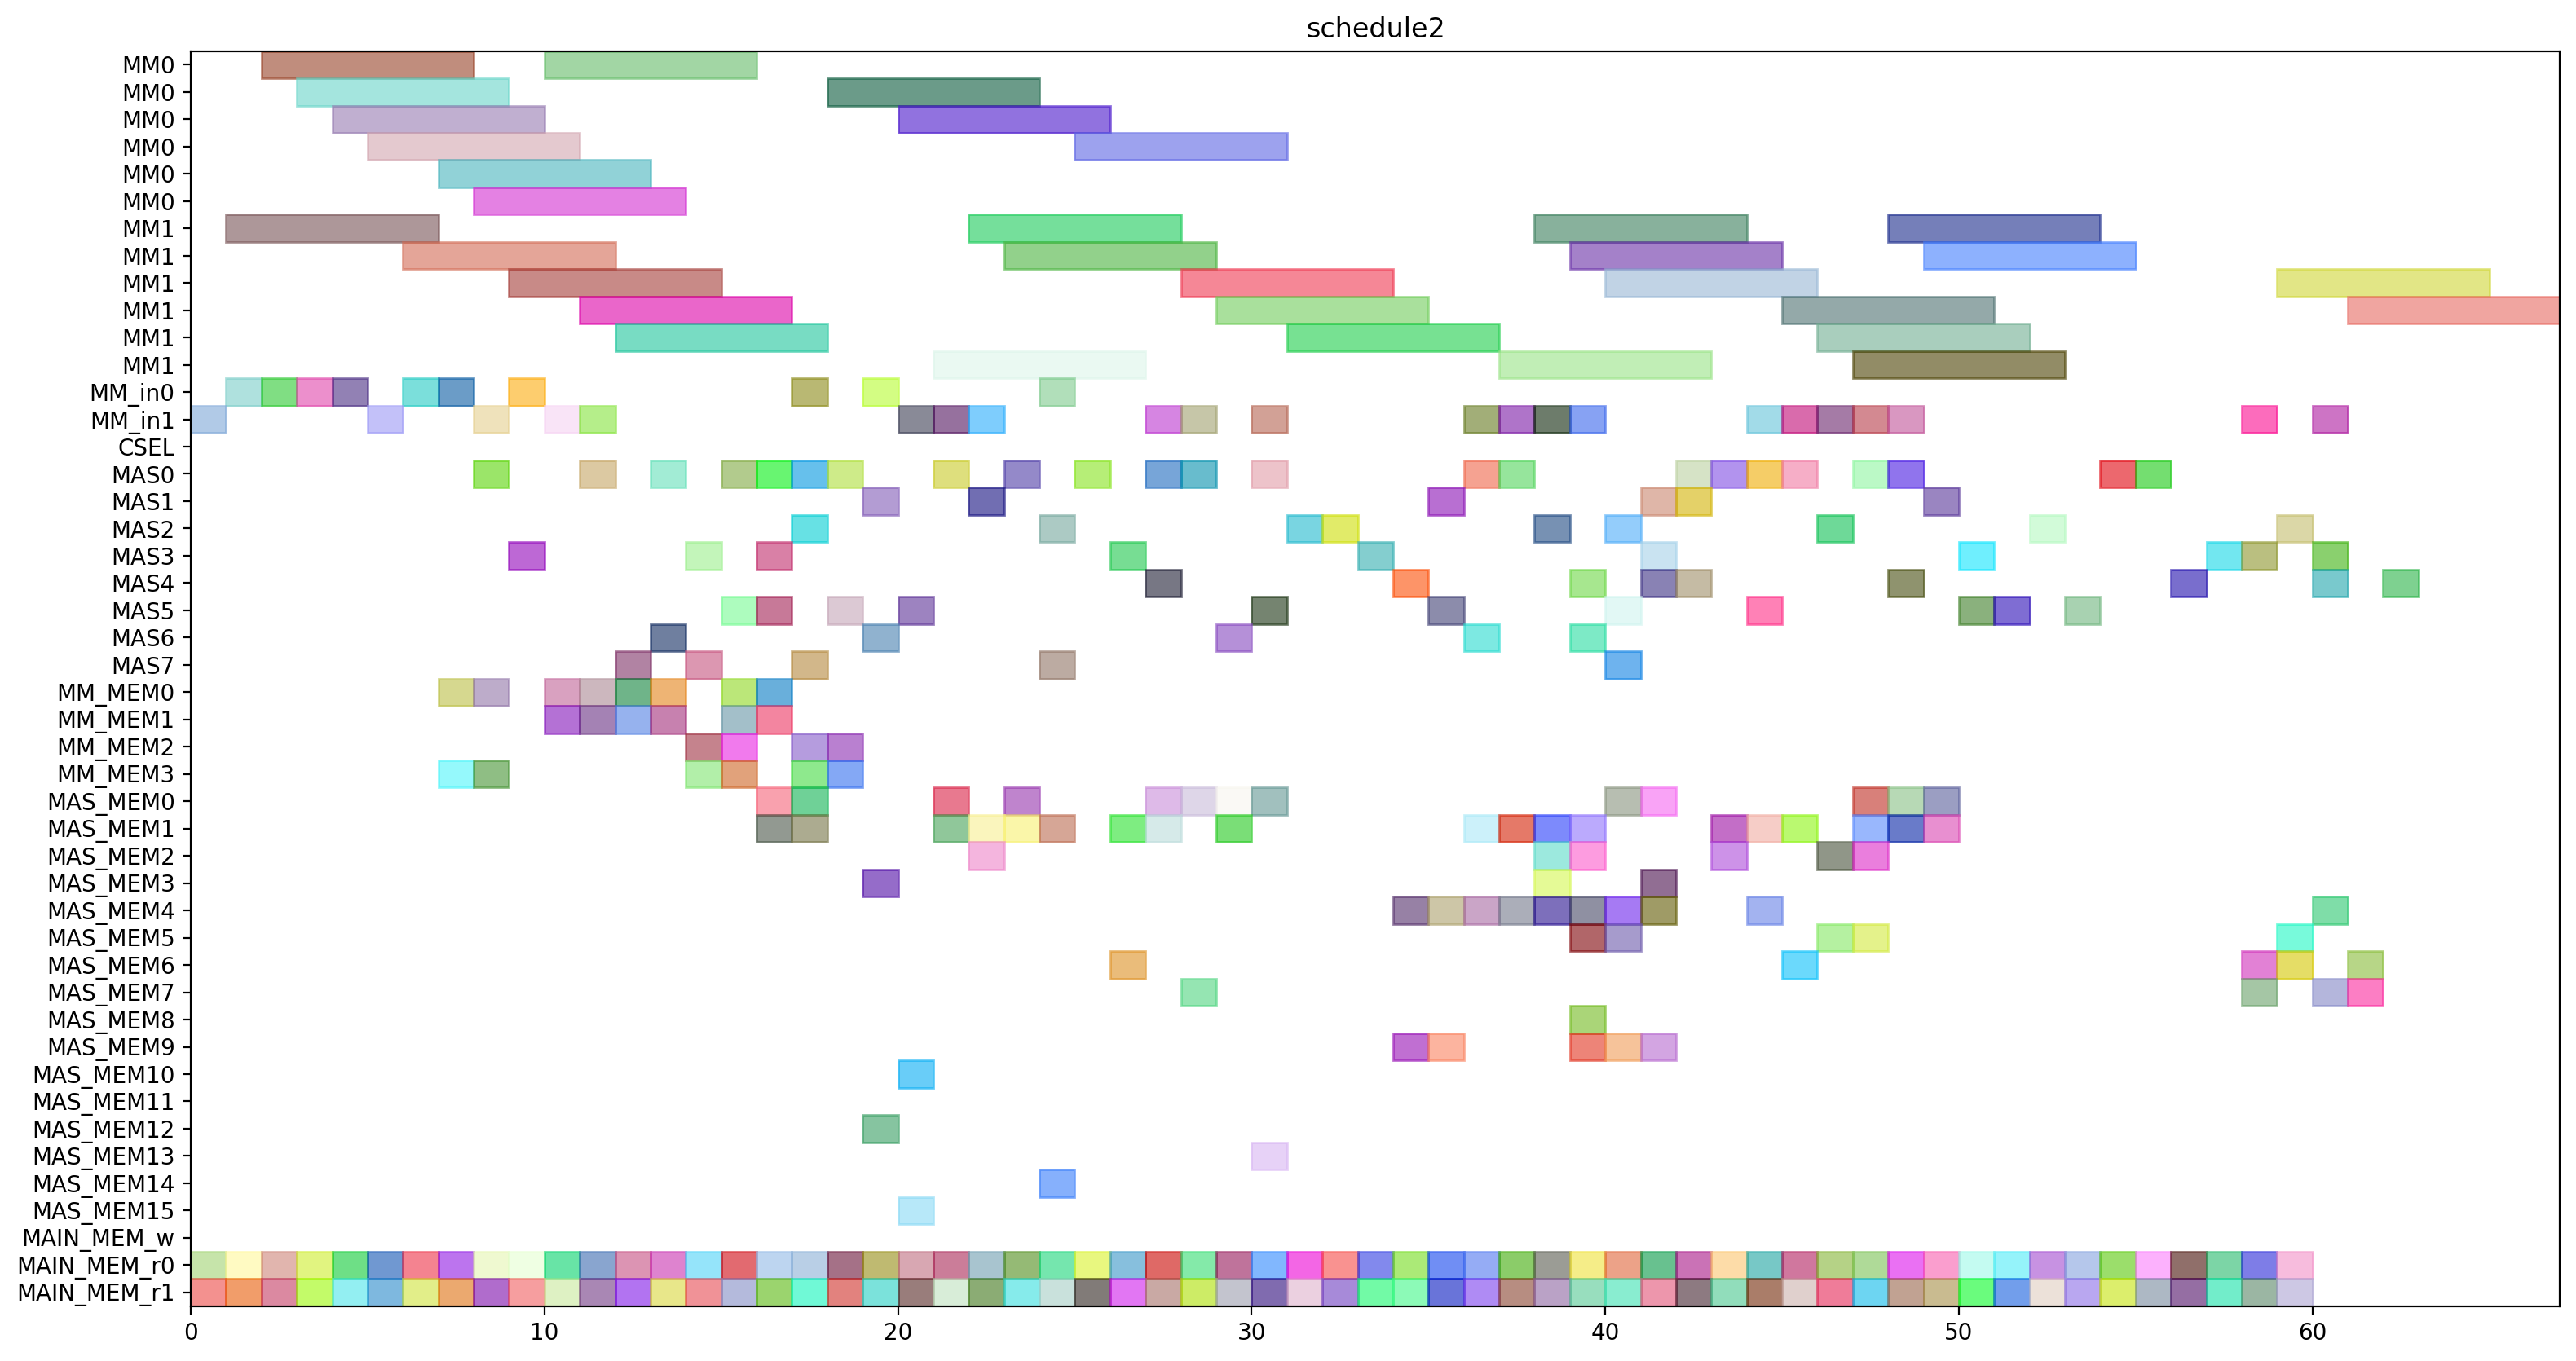 schedule2
MM0
MM0
MM0
MM0
MM0
MM0
MM1
MM1
MM1
MM1
MM1
MM1
MM_in0
MM_in1
CSEL
MAS0
MAS1
MAS2
MAS3
MAS4
MAS5
MAS6
MAS7
MM_MEM0
MM_MEM1
MM_MEM2
MM_MEM3
MAS_MEM0
MAS_MEM1
MAS_MEM2
MAS_MEM3
MAS_MEM4
MAS_MEM5
MAS_MEM6
MAS_MEM7
MAS_MEM8
MAS_MEM9
MAS_MEM10
MAS_MEM11
MAS_MEM12
MAS_MEM13
MAS_MEM14
MAS_MEM15
MAIN_MEM_w
MAIN_MEM_r0
MAIN_MEM_r1
0 10 20 30 40 50 60